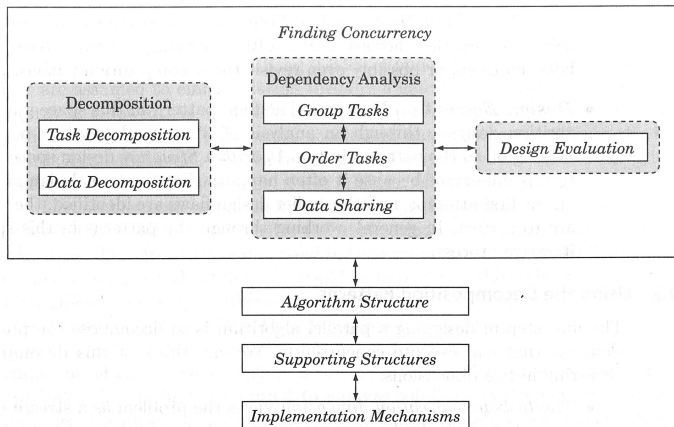 Finding Concurrency
Decomposition
Task Decomposition
Data Decomposition
Dependency Analysis
Group Tasks
Order Tasks
Data Sharing
Design Evaluation
Algorithm Structure
Supporting Structures
Implementation Mechanisms